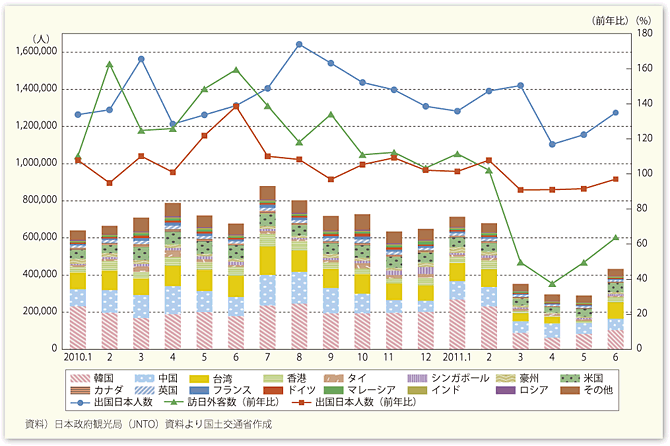 （人）
（前年比）（%）
1,600,000
1,400,000
1,200,000
1,000,000
800,000
600,000
400,000
200,000
0
180
160
140
120
100
80
60
40
20
0
2010.1 2 3 4 5 6 7 8 9 10 11 12 2011.1 2 3 4 5 6
韓国 中国 台湾 香港 タイ シンガポール 豪州 米国
カナダ 英国 フランス ドイツ マレーシア インド ロシア その他
出国日本人数 訪日外客数（前年比） 出国日本人数（前年比）
資料）日本政府観光局（JNTO）資料より国土交通省作成